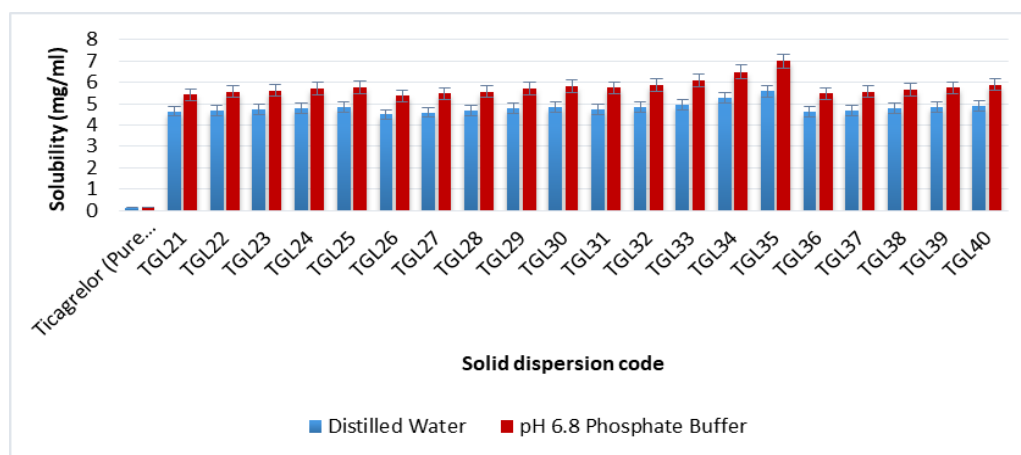 Solubility (mg/ml)
8
7
6
5
4
3
2
1
0
Ticagrelor (Pure...
TGL21
TGL22
TGL23
TGL24
TGL25
TGL26
TGL27
TGL28
TGL29
TGL30
TGL31
TGL32
TGL33
TGL34
TGL35
TGL36
TGL37
TGL38
TGL39
TGL40
Solid dispersion code
Distilled Water
pH 6.8 Phosphate Buffer